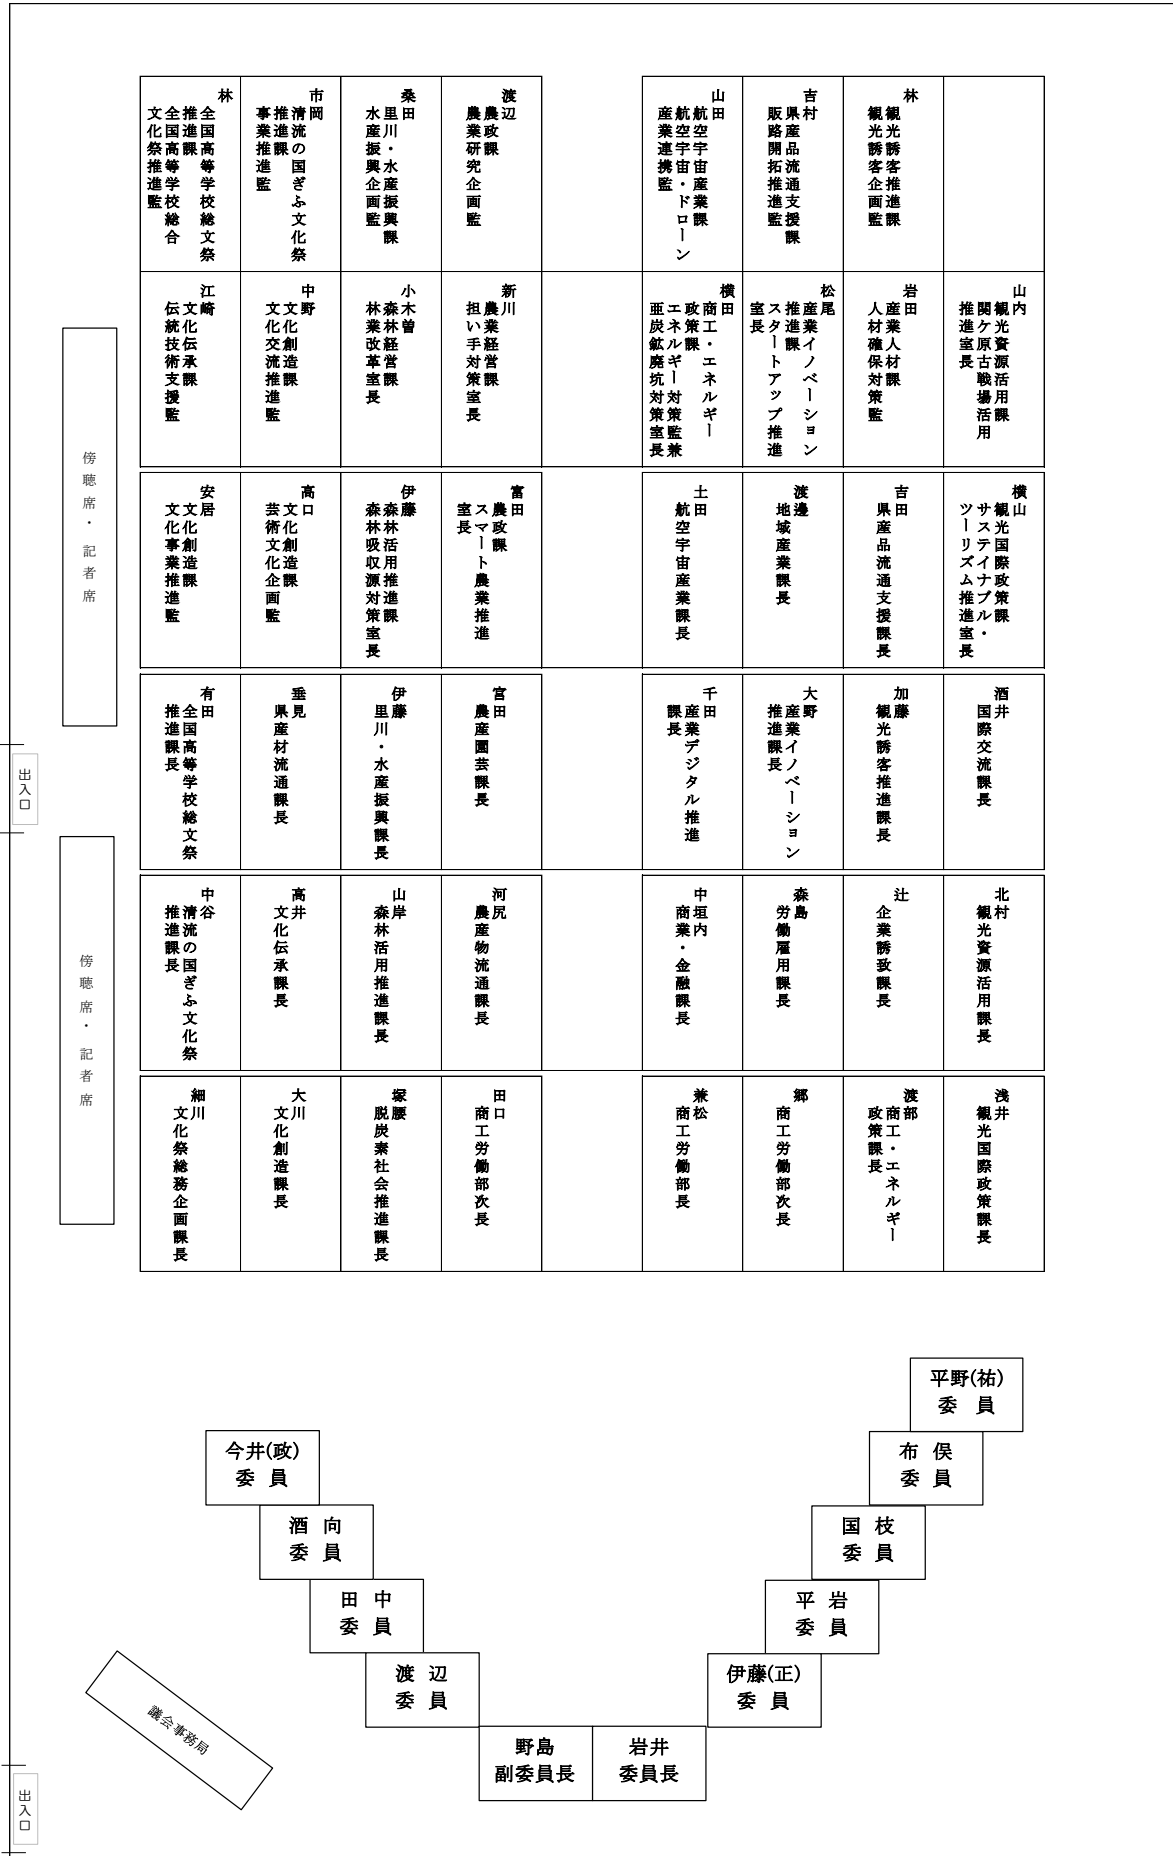 林
全国高等学校総文祭
推進課
全国高等学校総合
文化祭推進監
市岡
清流の国ぎふ文化祭
推進課
事業推進監
桑田
里川・水産振興課
水産振興企画監
渡辺
農政課
農業研究企画監
山田
航空宇宙産業課
航空宇宙・ドローン
産業連携監
吉村
県産品流通支援課
販路開拓推進監
林
観光誘客推進課
観光誘客企画監
江崎
文化伝承課
伝統技術支援監
中野
文化創造課
文化交流推進監
小木曽
森林経営課
林業改革室長
新川
農業経営課
担い手対策室長
横田
商工・エネルギー
政策課
エネルギー対策監兼
亜炭鉱廃坑対策室長
松尾
産業イノベーション
推進課
スタートアップ推進
室長
岩田
産業人材課
人材確保対策監
山内
観光資源活用課
関ケ原古戦場活用
推進室長
安居
文化創造課
文化事業推進監
高口
文化創造課
芸術文化企画監
伊藤
森林活用推進課
森林吸収源対策室長
富田
農政課
スマート農業推進
室長
土田
航空宇宙産業課長
渡邊
地域産業課長
吉田
県産品流通支援課長
横山
観光国際政策課
サステイナブル・
ツーリズム推進室長
有田
全国高等学校総文祭
推進課長
垂見
県産材流通課長
伊藤
里川・水産振興課長
宮田
農産園芸課長
千田
産業デジタル推進
課長
大野
産業イノベーション
推進課長
加藤
観光誘客推進課長
酒井
国際交流課長
中谷
清流の国ぎふ文化祭
推進課長
高井
文化伝承課長
山岸
森林活用推進課長
河尻
農産物流通課長
中垣内
商業・金融課長
森島
労働雇用課長
辻
企業誘致課長
北村
観光資源活用課長
細川
文化祭総務企画課長
大川
文化創造課長
塚腰
脱炭素社会推進課長
田口
商工労働部次長
兼松
商工労働部長
郷
商工労働部次長
渡部
商工・エネルギー
政策課長
浅井
観光国際政策課長
傍聴席・記者席
出入口
傍聴席・記者席
平野(祐)
委員
今井(政)
委員
布俣
委員
酒向
委員
国枝
委員
田中
委員
平岩
委員
渡辺
委員
伊藤(正)
委員
野島
副委員長
岩井
委員長
議会事務局
出入口